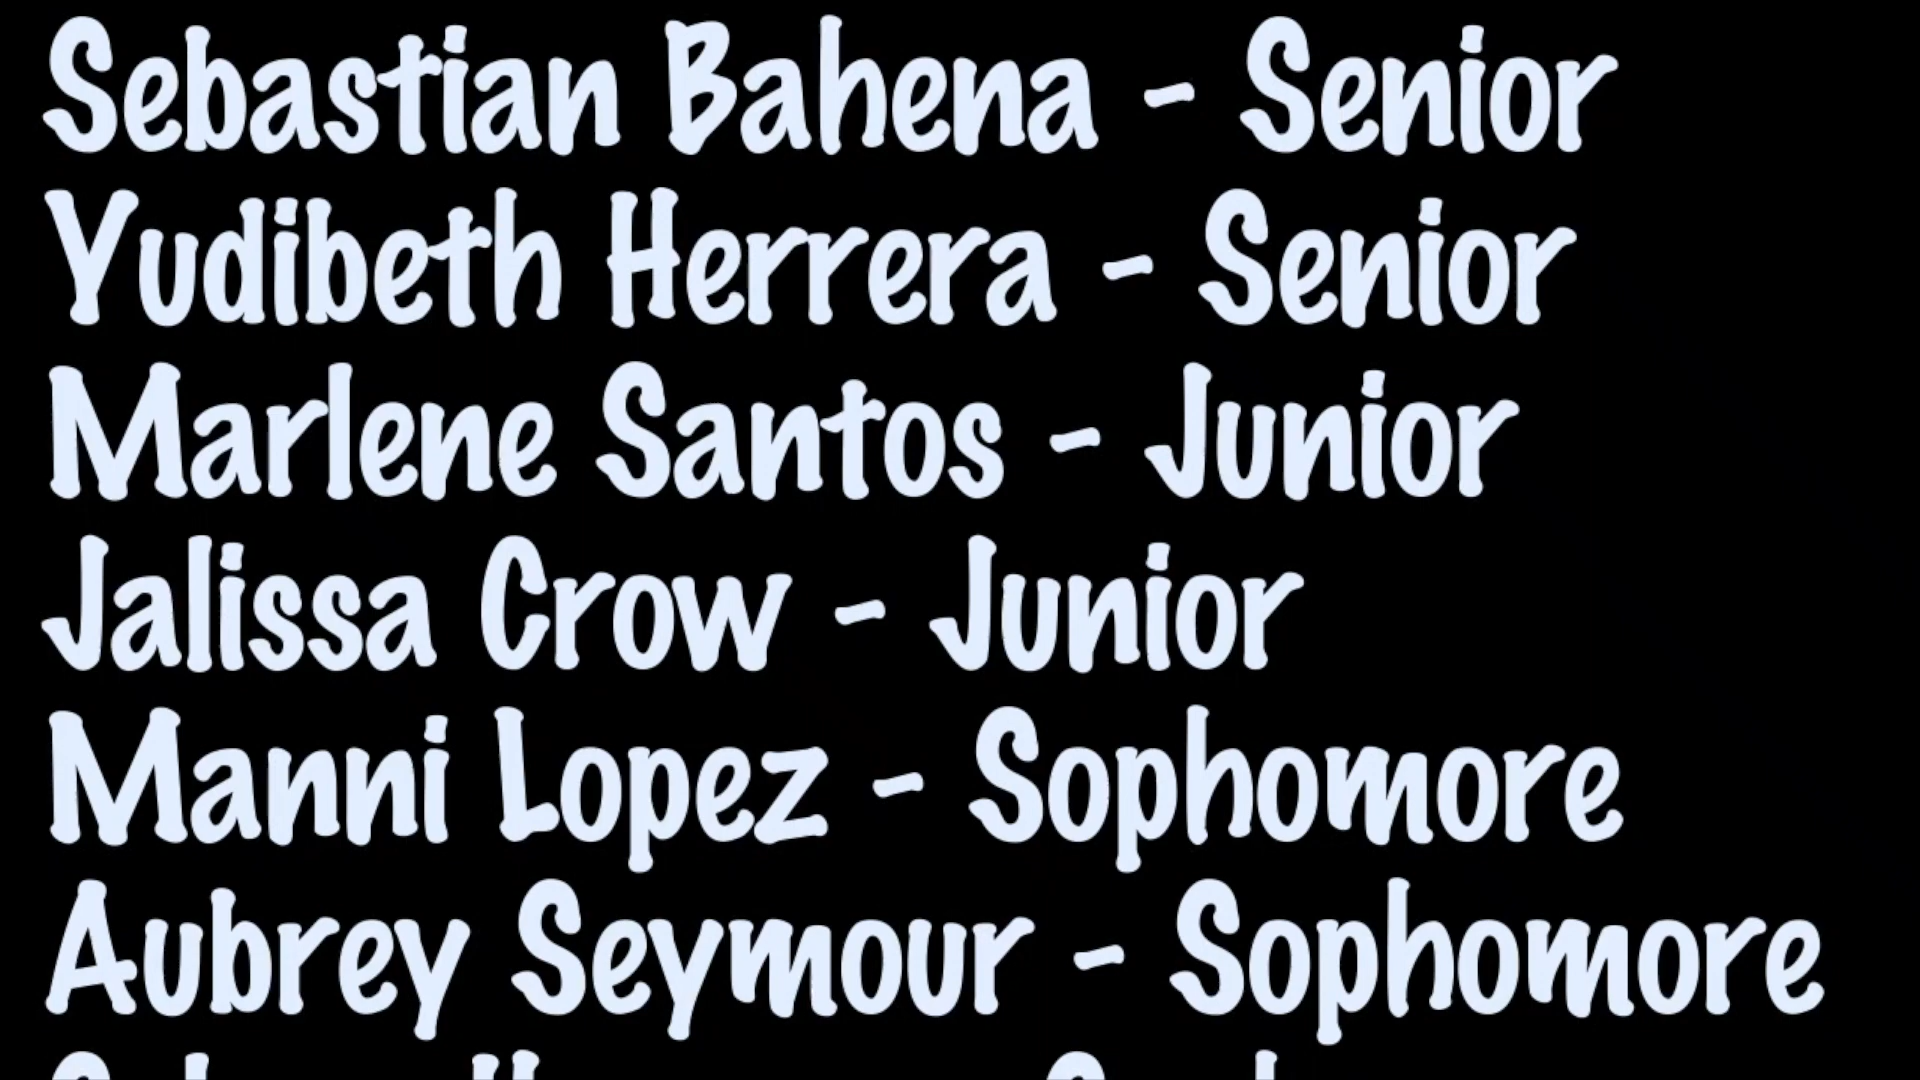 Sebastian Bahena - Senior
Yudibeth Herrera - Senior
Marlene Santos - Junior
Jalissa Crow - Junior
Manni Lopez - Sophomore
Aubrey Seymour - Sophomore